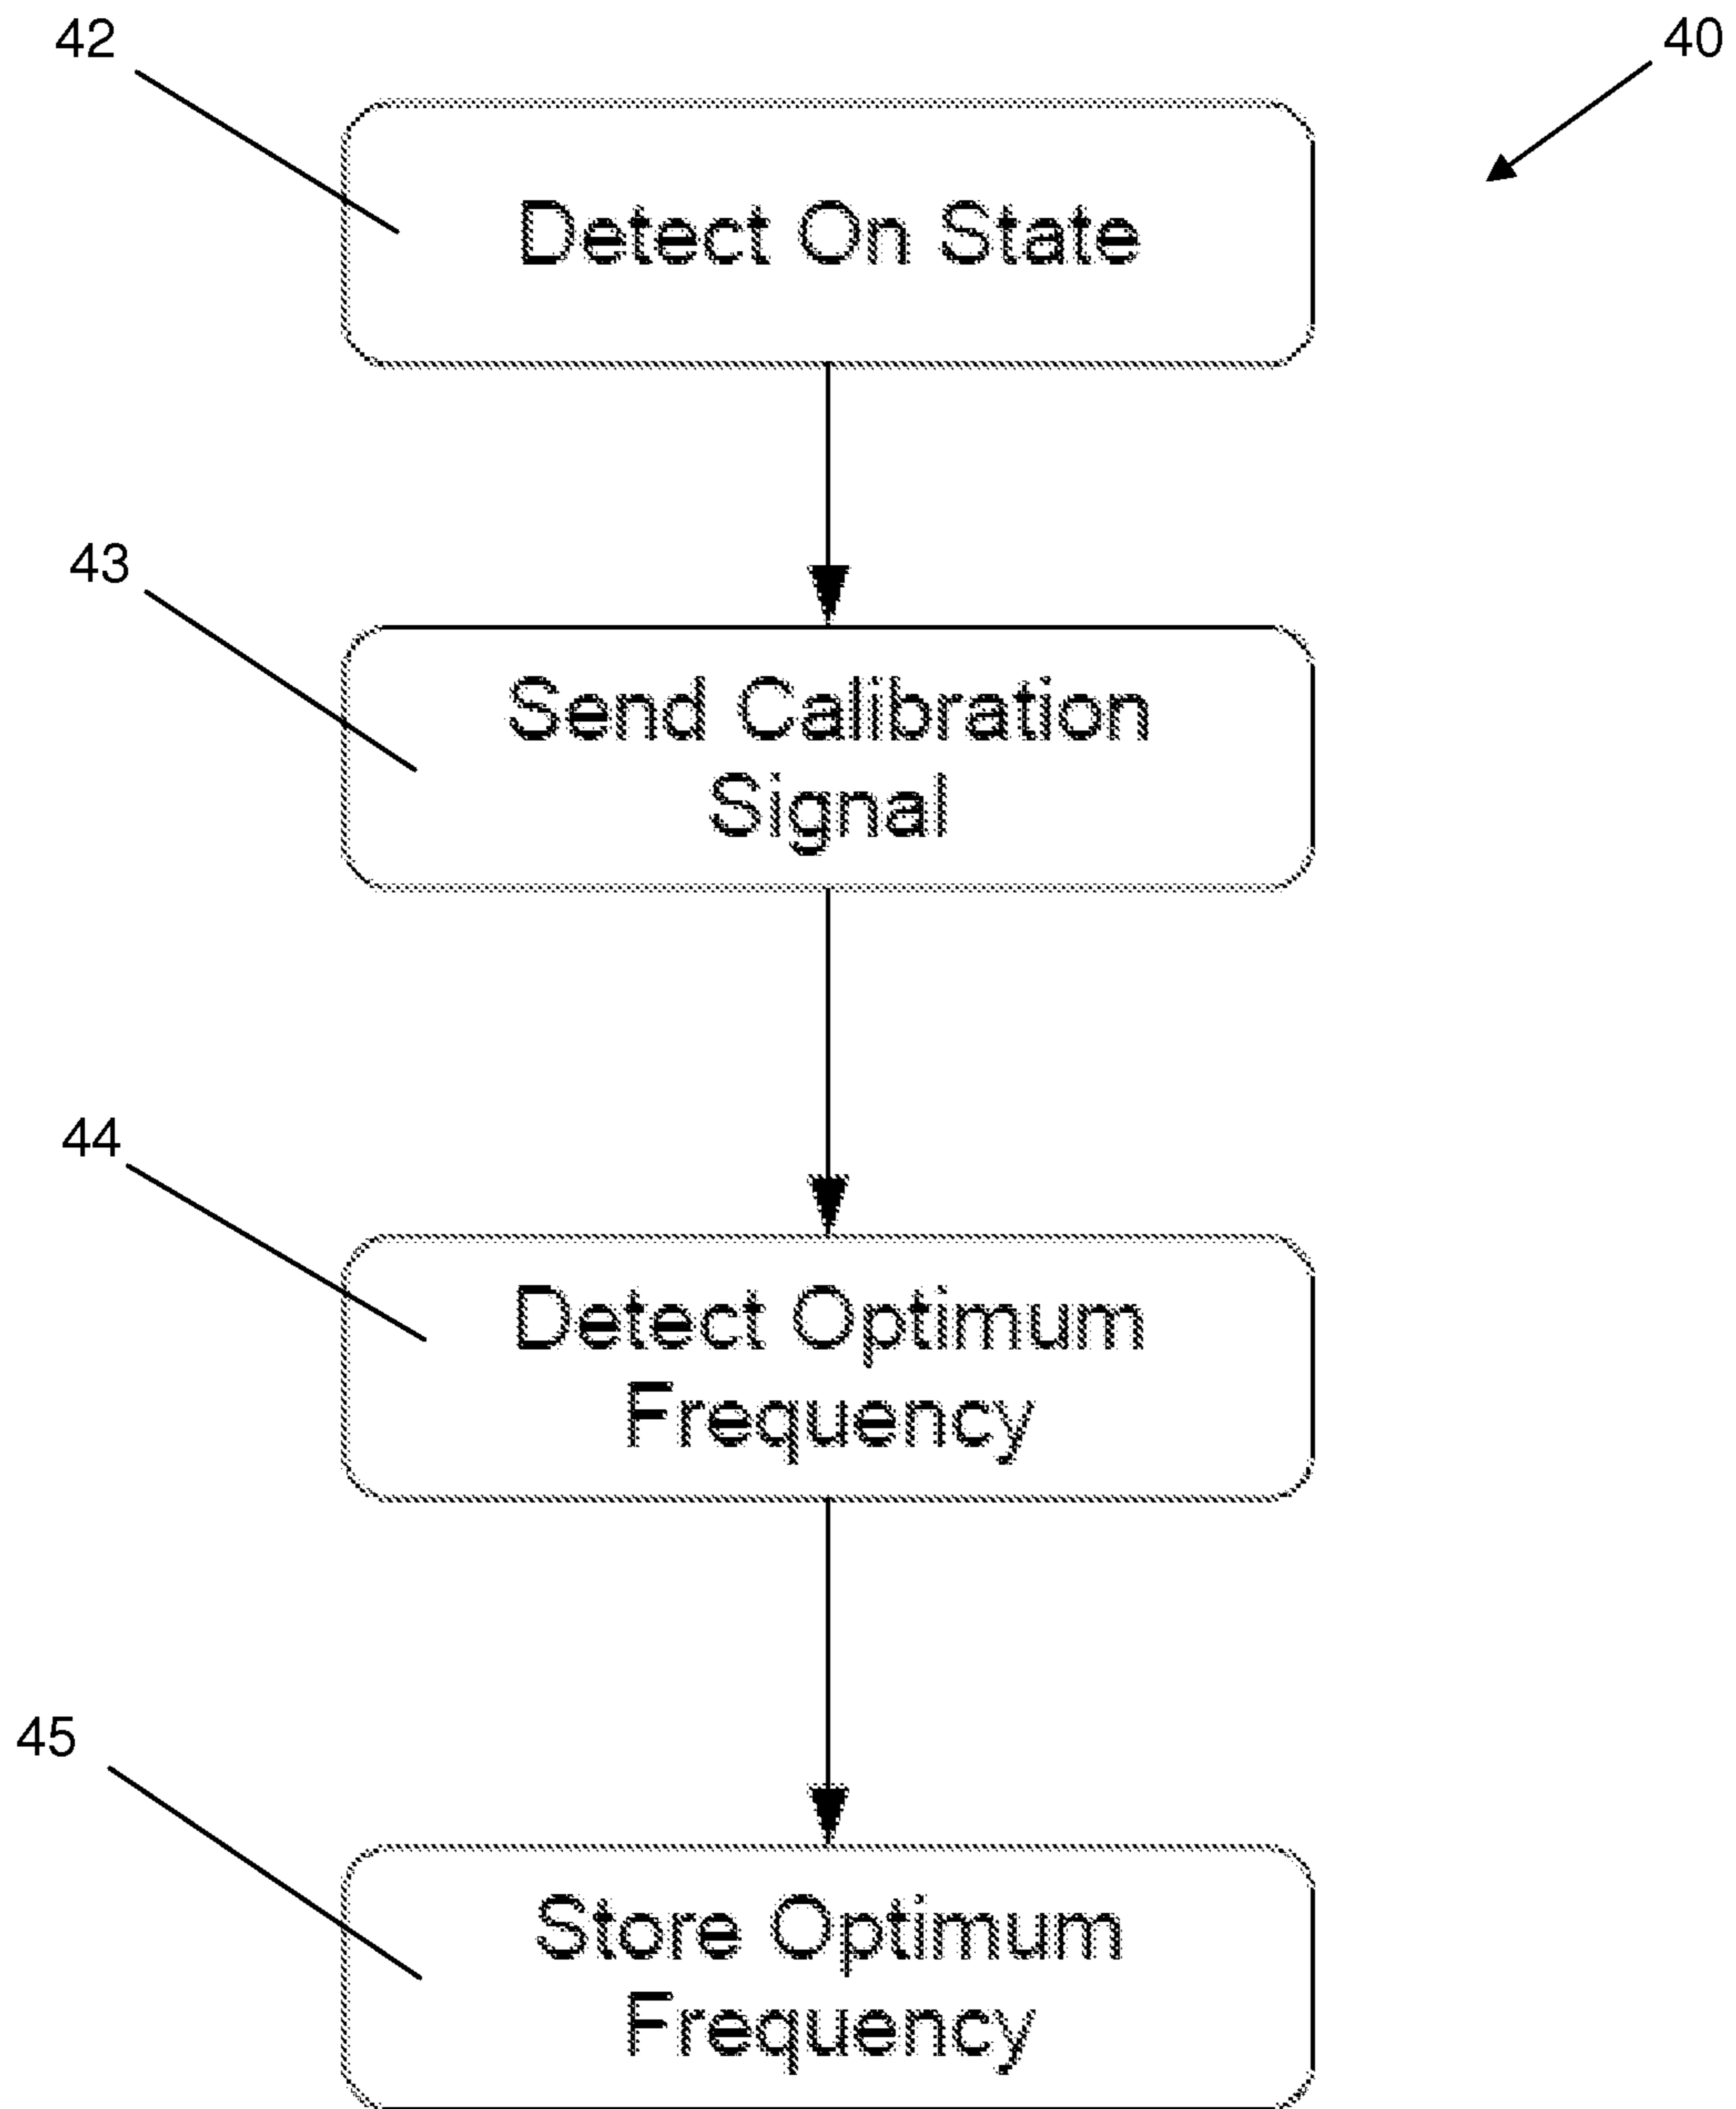 42
40
Detect On State
43
Send Calibration
Signal
44
Detect Optimum
Frequency
45
Store Optimum
Frequency